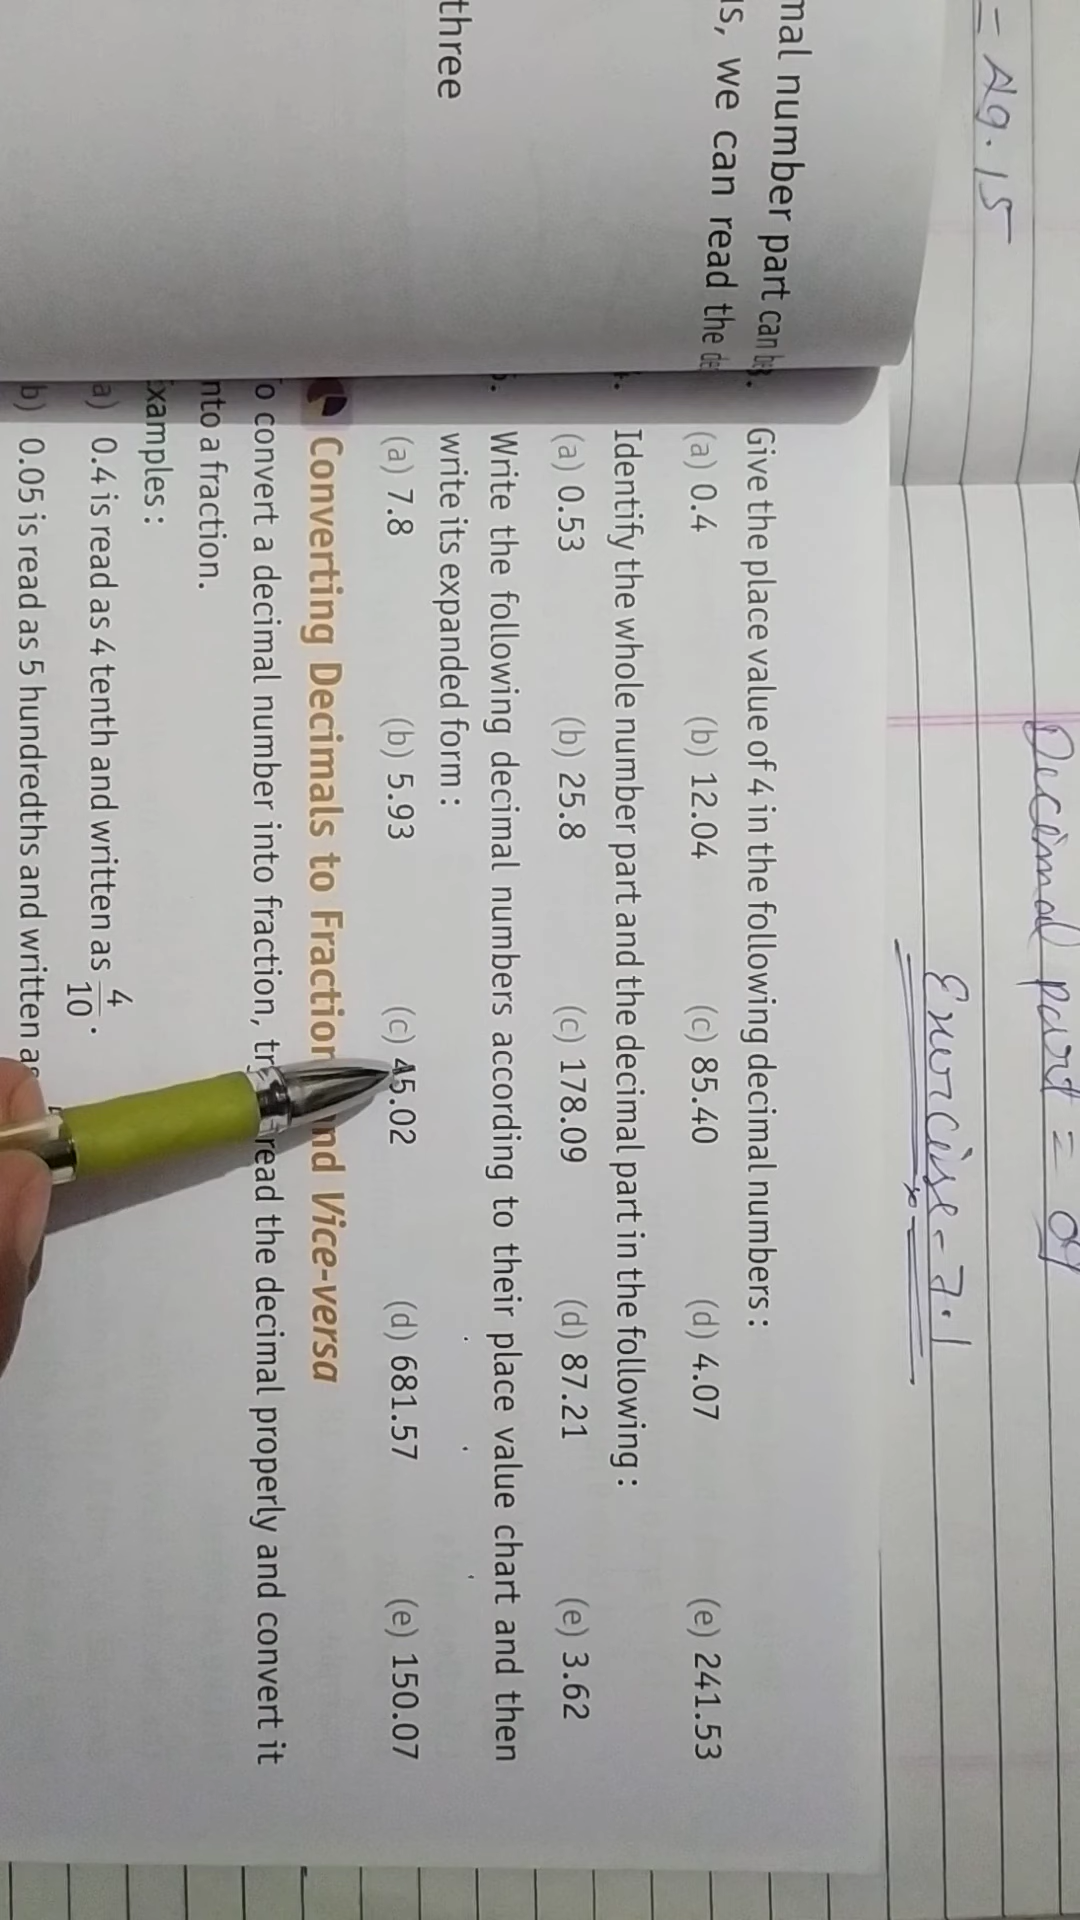 = 49.15
Decimal part = 0
Exercise - 7.1
mal number part can be
ls, we can read the de
three
3. Give the place value of 4 in the following decimal numbers :
(a) 0.4 (b) 12.04 (c) 85.40 (d) 4.07 (e) 241.53
4. Identify the whole number part and the decimal part in the following :
(a) 0.53 (b) 25.8 (c) 178.09 (d) 87.21 (e) 3.62
Write the following decimal numbers according to their place value chart and then
write its expanded form :
(a) 7.8 (b) 5.93 (c) 45.02 (d) 681.57 (e) 150.07
Converting Decimals to Fraction nd Vice-versa
o convert a decimal number into fraction, tr read the decimal properly and convert it
nto a fraction.
xamples :
a) 0.4 is read as 4 tenth and written as 4/10.
b) 0.05 is read as 5 hundredths and written as